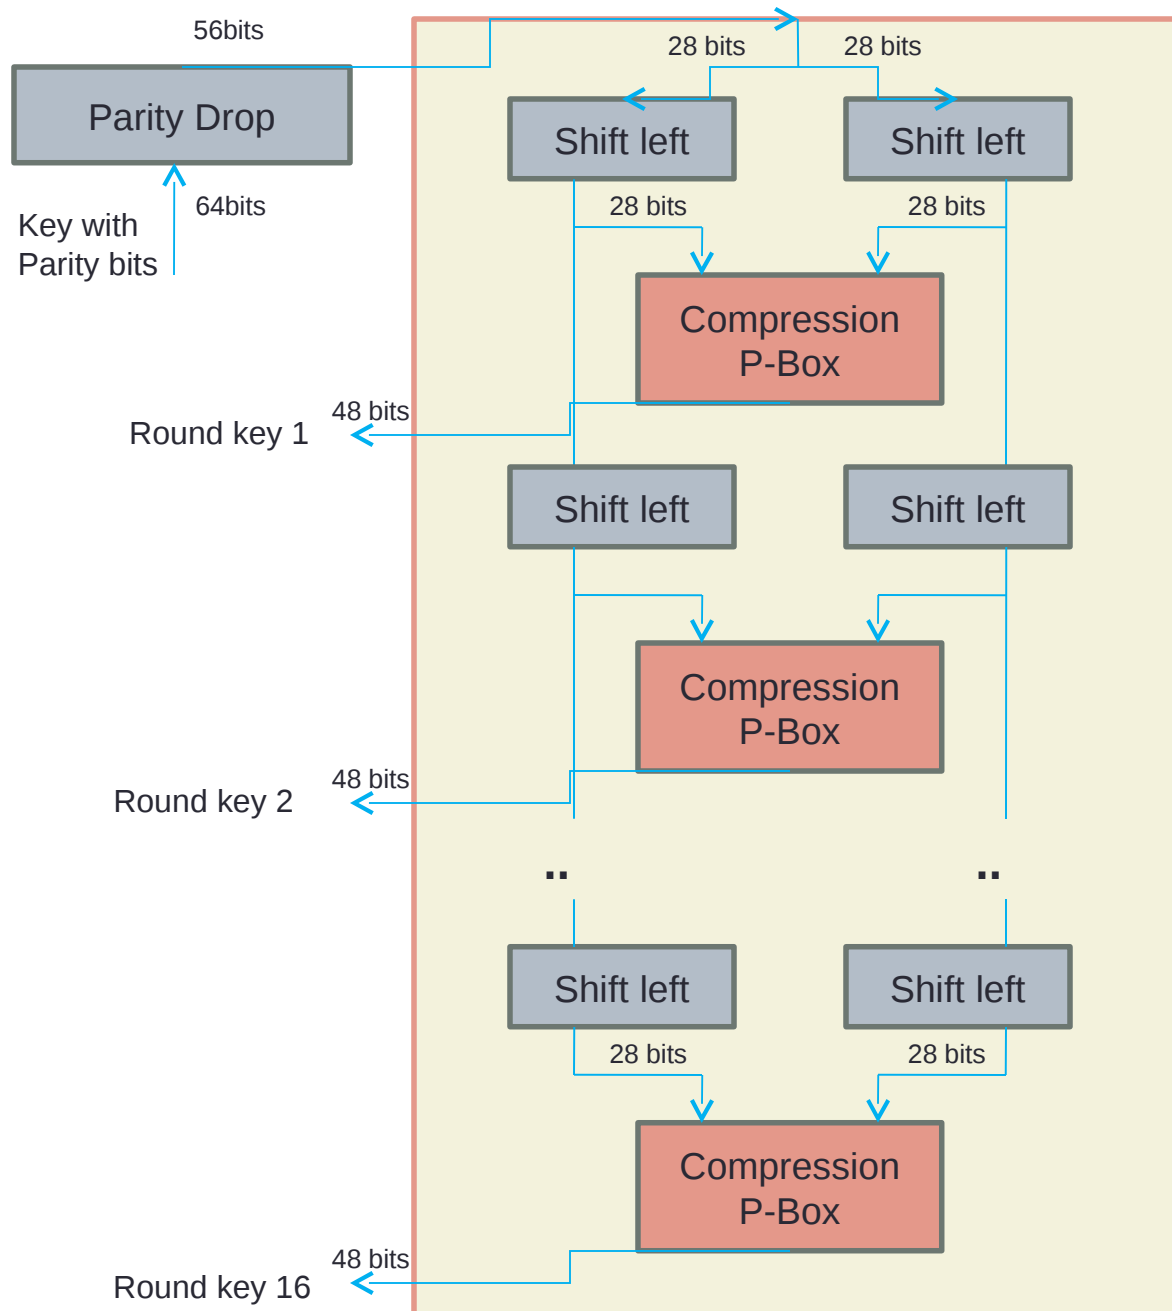 56bits
28 bits
28 bits
Parity Drop
Shift left
Shift left
64bits
28 bits
28 bits
Key with
Parity bits
Compression
P-Box
48 bits
Round key 1
Shift left
Shift left
Compression
P-Box
48 bits
Round key 2
..
..
Shift left
Shift left
28 bits
28 bits
Compression
P-Box
48 bits
Round key 16